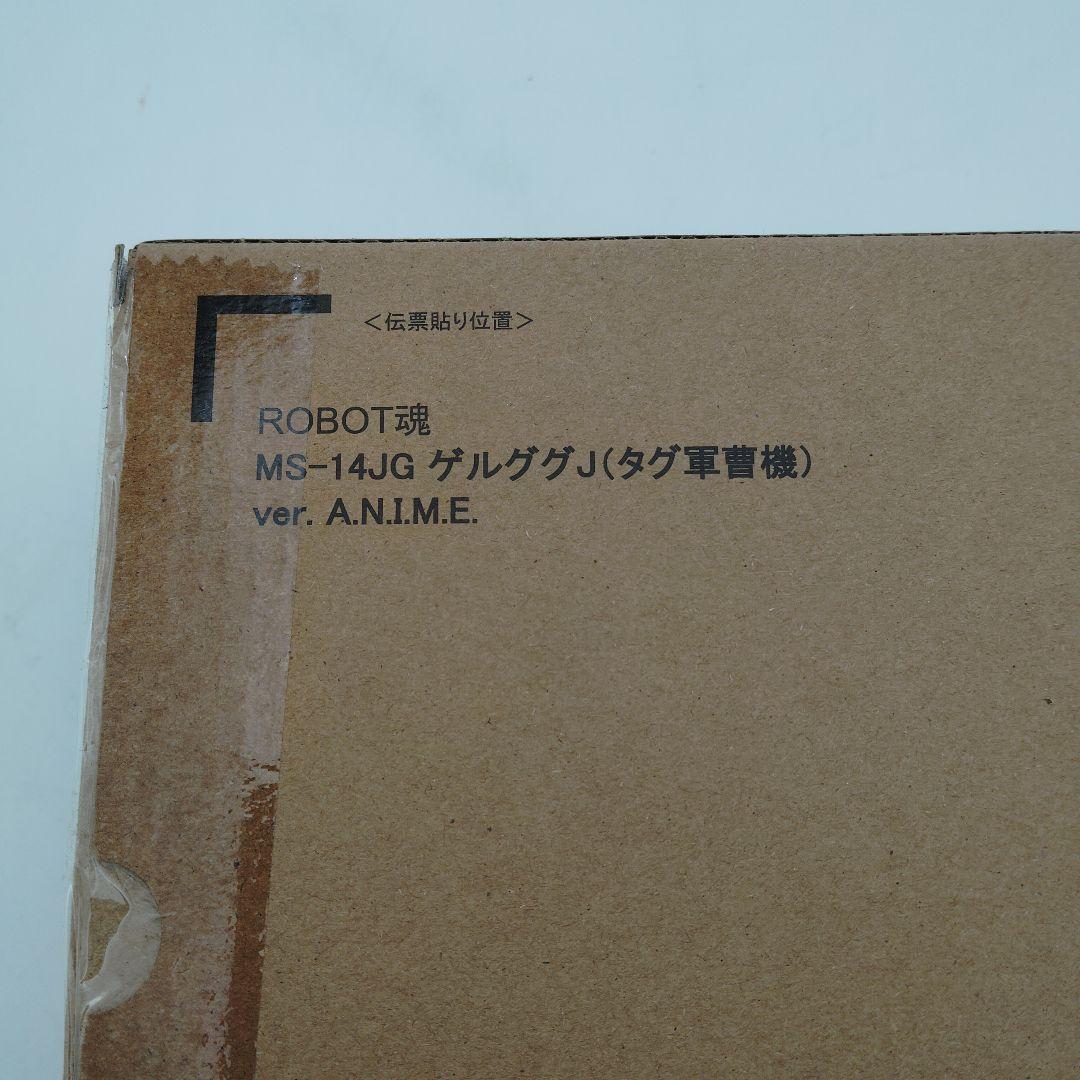 <伝票貼り位置>
ROBOT魂
MS-14JG ゲルググJ(タグ軍曹機)
ver. A.N.I.M.E.